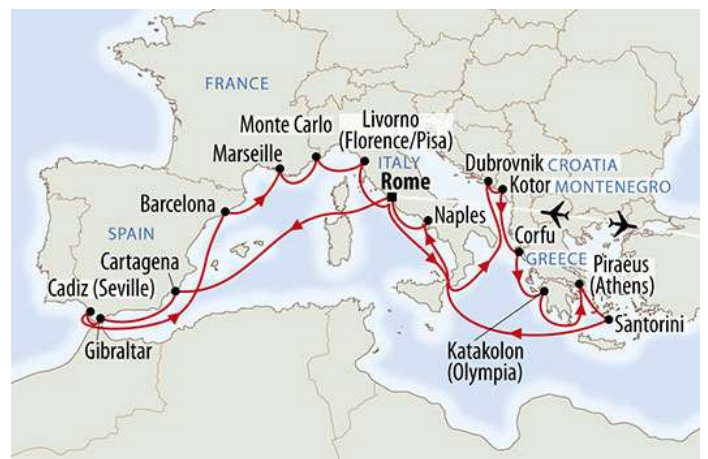 FRANCE
Monte Carlo
Livorno
(Florence/Pisa)
Marseille
ITALY
Rome
Dubrovnik CROATIA
Kotor MONTENEGRO
Barcelona
Naples
SPAIN
Corfu
GREECE
Cartagena
Piraeus
(Athens)
Cadiz (Seville)
Santorini
Gibraltar
Katakolon
(Olympia)